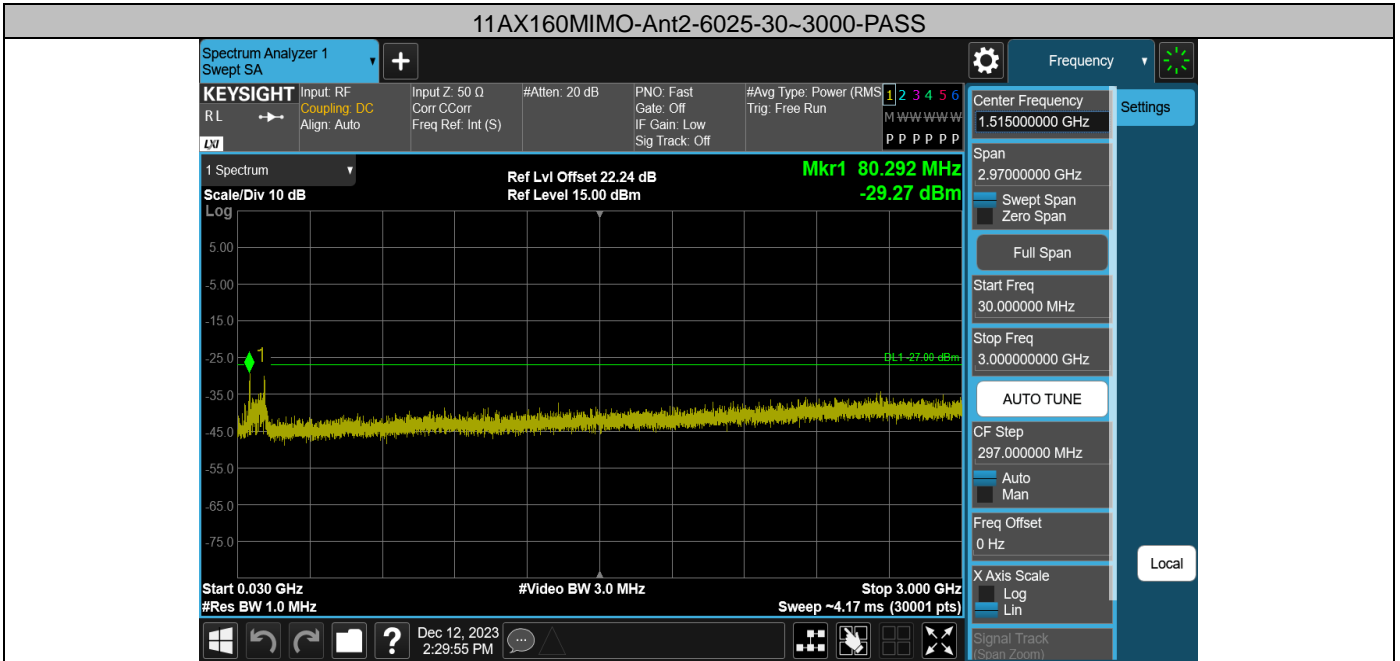 11AX160MIMO-Ant2-6025-30~3000-PASS
Spectrum Analyzer 1
Swept SA
+
Frequency
KEYSIGHT
RL
LXI
Input: RF
Coupling: DC
Align: Auto
Input Z: 50 Ω
Corr CCorr
Freq Ref: Int (S)
#Atten: 20 dB
PNO: Fast
Gate: Off
IF Gain: Low
Sig Track: Off
#Avg Type: Power (RMS
Trig: Free Run
1 2 3 4 5 6
M W W W W W
P P P P P P
1 Spectrum
Scale/Div 10 dB
Log
Ref Lvl Offset 22.24 dB
Ref Level 15.00 dBm
Mkr1 80.292 MHz
-29.27 dBm
5.00
-5.00
-15.0
-25.0
1
DL1 -27.00 dBm
-35.0
-45.0
-55.0
-65.0
-75.0
Start 0.030 GHz
#Res BW 1.0 MHz
#Video BW 3.0 MHz
Stop 3.000 GHz
Sweep ~4.17 ms (30001 pts)
Center Frequency
1.515000000 GHz
Settings
Span
2.97000000 GHz
Swept Span
Zero Span
Full Span
Start Freq
30.000000 MHz
Stop Freq
3.000000000 GHz
AUTO TUNE
CF Step
297.000000 MHz
Auto
Man
Freq Offset
0 Hz
X Axis Scale
Log
Lin
Local
Signal Track
(Span Zoom)
?
Dec 12, 2023
2:29:55 PM